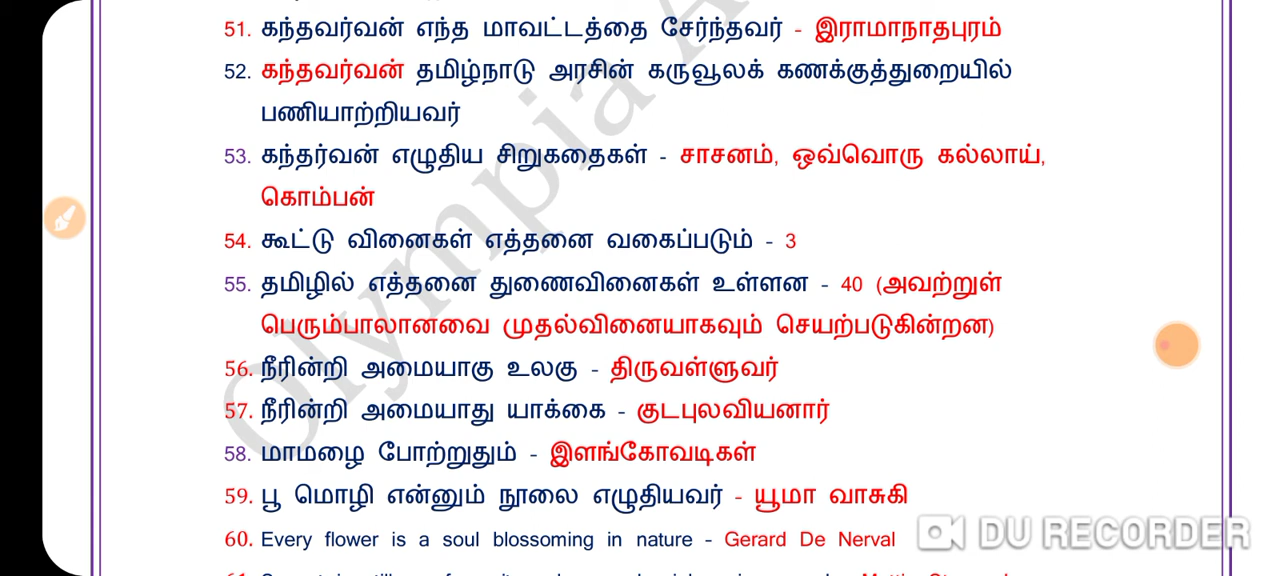 51. கந்தவர்வன் எந்த மாவட்டத்தை சேர்ந்தவர் - இராமாநாதபுரம்
52. கந்தவர்வன் தமிழ்நாடு அரசின் கருவூலக் கணக்குத்துறையில்
பணியாற்றியவர்
53. கந்தர்வன் எழுதிய சிறுகதைகள் - சாசனம், ஒவ்வொரு கல்லாய்,
கொம்பன்
54. கூட்டு வினைகள் எத்தனை வகைப்படும் - 3
55. தமிழில் எத்தனை துணைவினைகள் உள்ளன - 40 (அவற்றுள்
பெரும்பாலானவை முதல்வினையாகவும் செயற்படுகின்றன)
56. நீரின்றி அமையாகு உலகு - திருவள்ளுவர்
57. நீரின்றி அமையாது யாக்கை - குடபுலவியனார்
58. மாமழை போற்றுதும் - இளங்கோவடிகள்
59. பூ மொழி என்னும் நூலை எழுதியவர் - யூமா வாசுகி
60. Every flower is a soul blossoming in nature - Gerard De Nerval
Olympia A
DU RECORDER